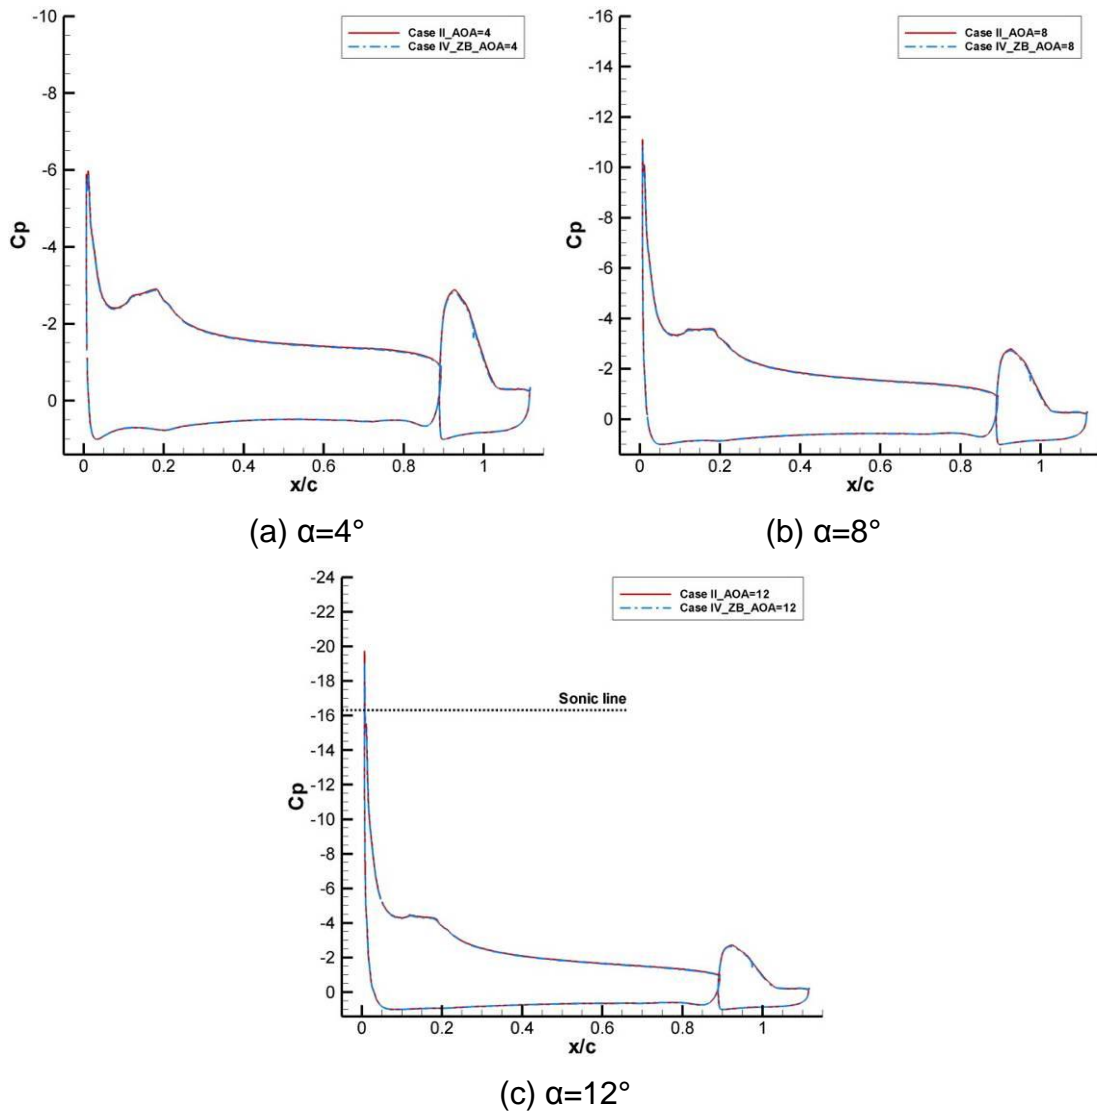 -10
-8
-6
-4
-2
0
Cp
Case II_AOA=4
Case IV_ZB_AOA=4
0 0.2 0.4 0.6 0.8 1
x/c
(a) α=4°
-16
-14
-12
-10
-8
-6
-4
-2
0
Cp
Case II_AOA=8
Case IV_ZB_AOA=8
0 0.2 0.4 0.6 0.8 1
x/c
(b) α=8°
-24
-22
-20
-18
-16
-14
-12
-10
-8
-6
-4
-2
0
Cp
Case II_AOA=12
Case IV_ZB_AOA=12
Sonic line
0 0.2 0.4 0.6 0.8 1
x/c
(c) α=12°